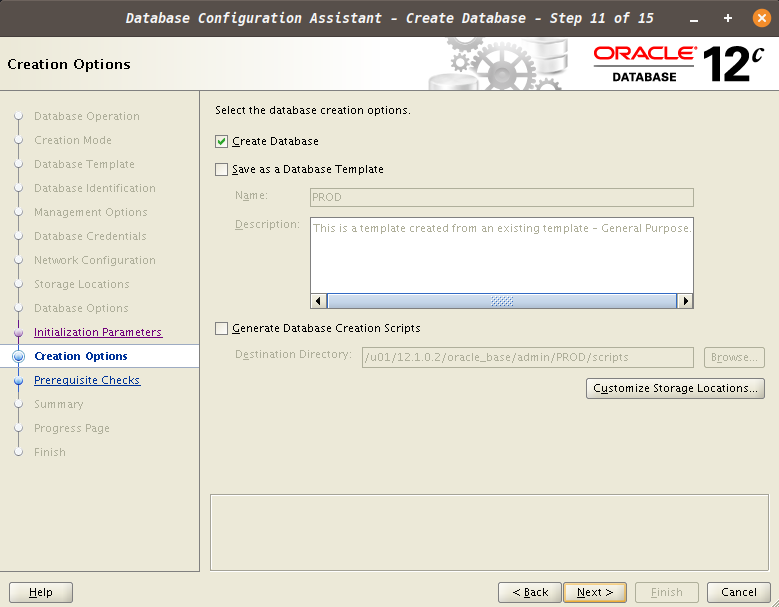 Database Configuration Assistant - Create Database - Step 11 of 15
Creation Options
ORACLE
DATABASE
12c
Database Operation
Creation Mode
Database Template
Database Identification
Management Options
Database Credentials
Network Configuration
Storage Locations
Database Options
Initialization Parameters
Creation Options
Prerequisite Checks
Summary
Progress Page
Finish
Select the database creation options.
Create Database
Save as a Database Template
Name: PROD
Description: This is a template created from an existing template - General Purpose.
Generate Database Creation Scripts
Destination Directory: /u01/12.1.0.2/oracle_base/admin/PROD/scripts Browse...
Customize Storage Locations...
Help < Back Next > Finish Cancel